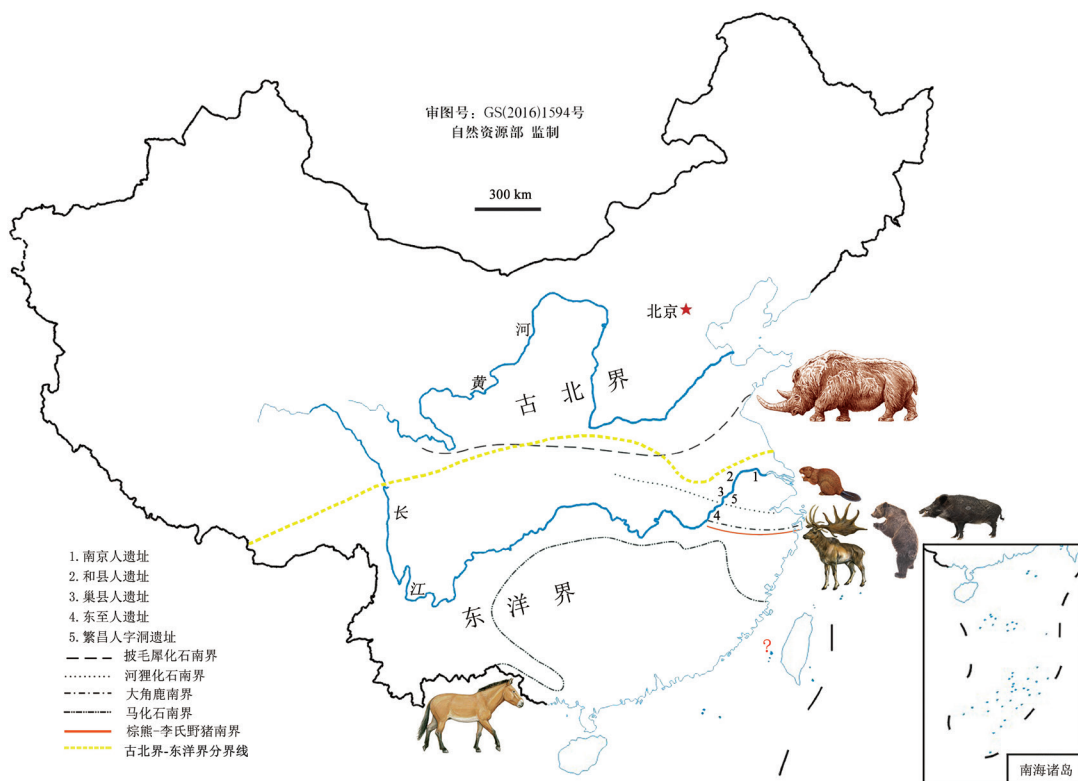 审图号：GS(2016)1594号
自然资源部 监制
300 km
北京
河
黄
古北界
长
江
东洋界
1
2
3
5
4
?
1. 南京人遗址
2. 和县人遗址
3. 巢县人遗址
4. 东至人遗址
5. 繁昌人字洞遗址
披毛犀化石南界
河狸化石南界
大角鹿南界
马化石南界
棕熊-李氏野猪南界
古北界-东洋界分界线
南海诸岛